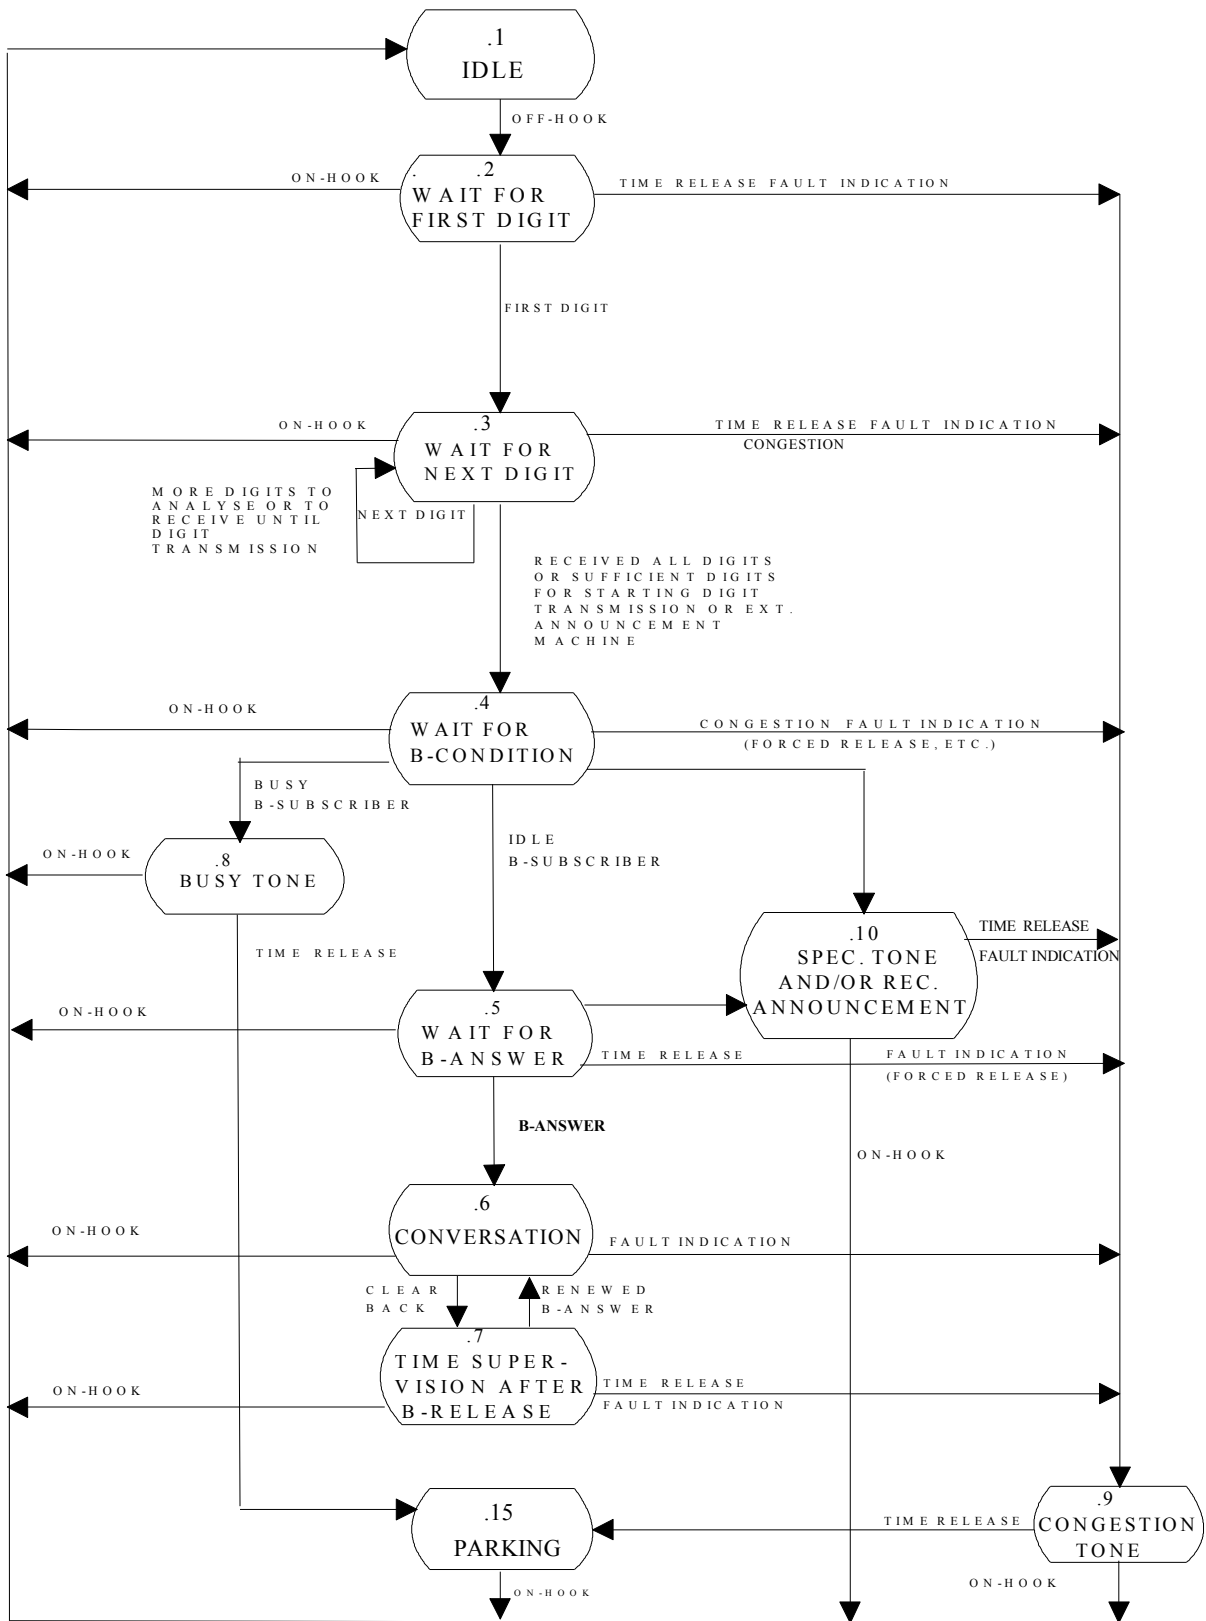 .1
IDLE
OFF-HOOK
. .2
WAIT FOR
FIRST DIGIT
ON-HOOK
TIME RELEASE FAULT INDICATION
FIRST DIGIT
.3
WAIT FOR
NEXT DIGIT
ON-HOOK
TIME RELEASE FAULT INDICATION
CONGESTION
MORE DIGITS TO
ANALYSE OR TO
RECEIVE UNTIL
DIGIT
TRANSMISSION
NEXT DIGIT
RECEIVED ALL DIGITS
OR SUFFICIENT DIGITS
FOR STARTING DIGIT
TRANSMISSION OR EXT.
ANNOUNCEMENT
MACHINE
.4
WAIT FOR
B-CONDITION
ON-HOOK
CONGESTION FAULT INDICATION
(FORCED RELEASE, ETC.)
BUSY
B-SUBSCRIBER
IDLE
B-SUBSCRIBER
ON-HOOK
.8
BUSY TONE
TIME RELEASE
.10
SPEC. TONE
AND/OR REC.
ANNOUNCEMENT
TIME RELEASE
FAULT INDICATION
ON-HOOK
.5
WAIT FOR
B-ANSWER
TIME RELEASE
FAULT INDICATION
(FORCED RELEASE)
B-ANSWER
ON-HOOK
.6
CONVERSATION
ON-HOOK
FAULT INDICATION
CLEAR
BACK
RENEWED
B-ANSWER
.7
TIME SUPER-
VISION AFTER
B-RELEASE
ON-HOOK
TIME RELEASE
FAULT INDICATION
.15
PARKING
TIME RELEASE
.9
CONGESTION
TONE
ON-HOOK
ON-HOOK